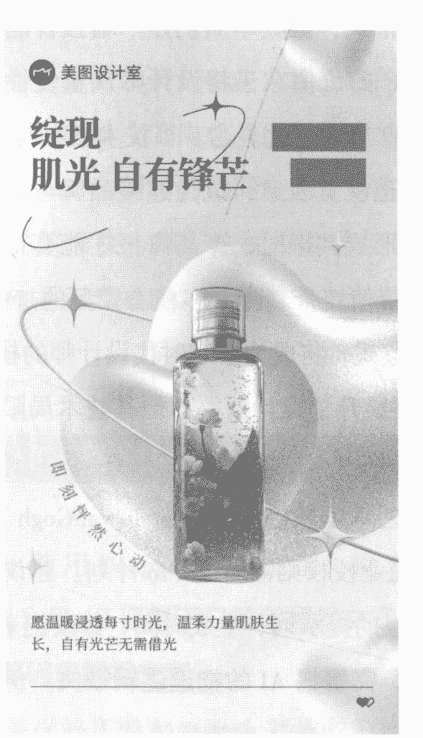 美图设计室
绽现
肌光 自有锋芒
即刻怦然心动
愿温暖浸透每寸时光，温柔力量肌肤生
长，自有光芒无需借光